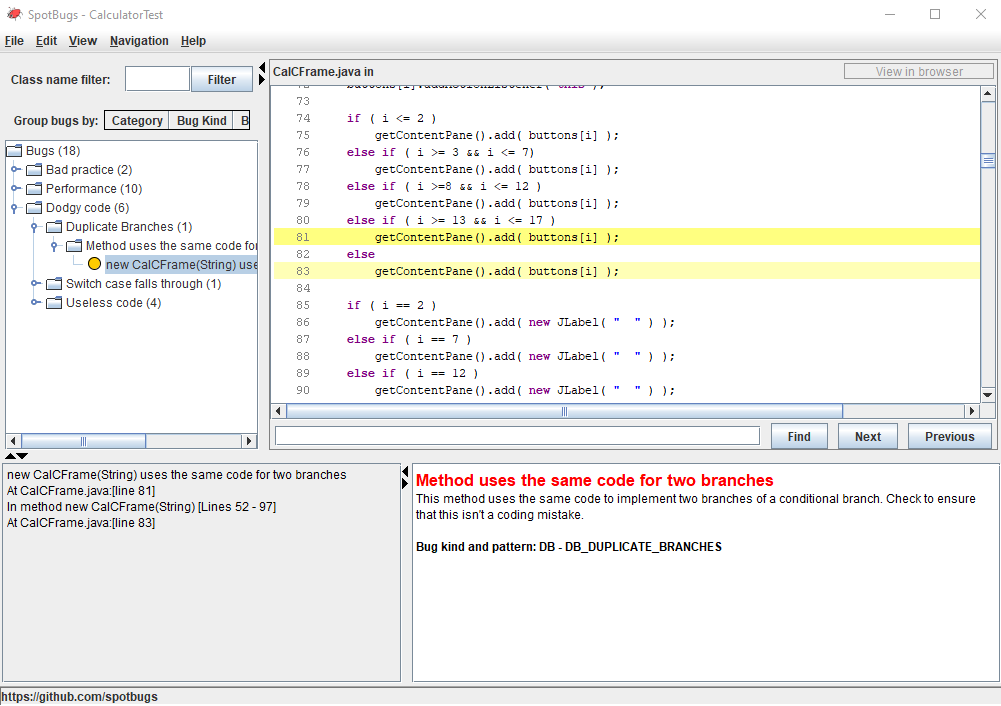 SpotBugs - CalculatorTest
File Edit View Navigation Help
Class name filter: Filter
Group bugs by: Category Bug Kind B
Bugs (18)
Bad practice (2)
Performance (10)
Dodgy code (6)
Duplicate Branches (1)
Method uses the same code for
new CalCFrame(String) use
Switch case falls through (1)
Useless code (4)
CalCFrame.java in
View in browser
73
74 if ( i <= 2 )
75 getContentPane().add( buttons[i] );
76 else if ( i >= 3 && i <= 7)
77 getContentPane().add( buttons[i] );
78 else if ( i >=8 && i <= 12 )
79 getContentPane().add( buttons[i] );
80 else if ( i >= 13 && i <= 17 )
81 getContentPane().add( buttons[i] );
82 else
83 getContentPane().add( buttons[i] );
84
85 if ( i == 2 )
86 getContentPane().add( new JLabel( "  " ) );
87 else if ( i == 7 )
88 getContentPane().add( new JLabel( "  " ) );
89 else if ( i == 12 )
90 getContentPane().add( new JLabel( "  " ) );
Find Next Previous
new CalCFrame(String) uses the same code for two branches
At CalCFrame.java:[line 81]
In method new CalCFrame(String) [Lines 52 - 97]
At CalCFrame.java:[line 83]
Method uses the same code for two branches
This method uses the same code to implement two branches of a conditional branch. Check to ensure
that this isn't a coding mistake.
Bug kind and pattern: DB - DB_DUPLICATE_BRANCHES
https://github.com/spotbugs